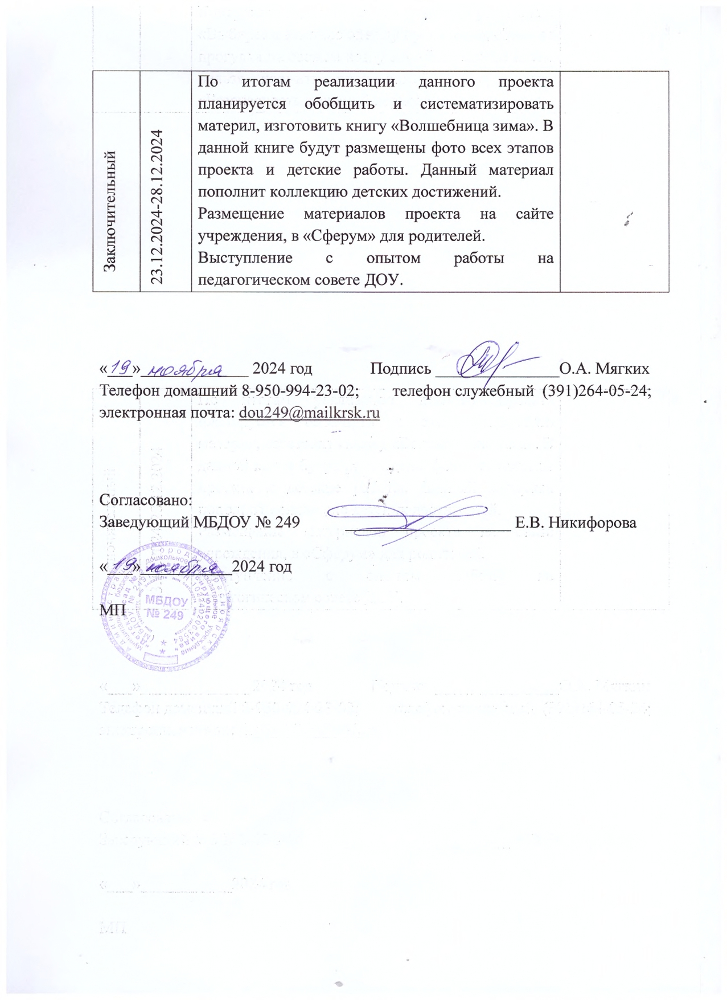 Заключительный
23.12.2024-28.12.2024
По итогам реализации данного проекта
планируется обобщить и систематизировать
материл, изготовить книгу «Волшебница зима». В
данной книге будут размещены фото всех этапов
проекта и детские работы. Данный материал
пополнит коллекцию детских достижений.
Размещение материалов проекта на сайте
учреждения, в «Сферум» для родителей.
Выступление с опытом работы на
педагогическом совете ДОУ.
«19» ноября 2024 год Подпись ______________О.А. Мягких
Телефон домашний 8-950-994-23-02; телефон служебный (391)264-05-24;
электронная почта: dou249@mailkrsk.ru
Согласовано:
Заведующий МБДОУ № 249 ____________________ Е.В. Никифорова
«19» ноября 2024 год
МП
МБДОУ
№ 249